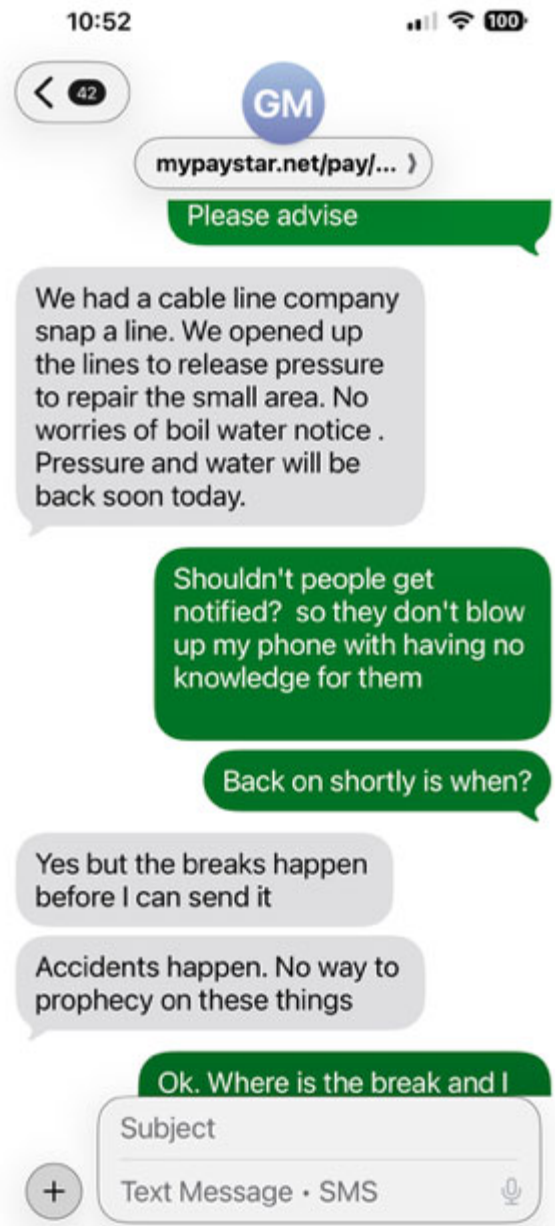 10:52
100
42
GM
mypaystar.net/pay/...
Please advise
We had a cable line company
snap a line. We opened up
the lines to release pressure
to repair the small area. No
worries of boil water notice .
Pressure and water will be
back soon today.
Shouldn't people get
notified?  so they don't blow
up my phone with having no
knowledge for them
Back on shortly is when?
Yes but the breaks happen
before I can send it
Accidents happen. No way to
prophecy on these things
Ok. Where is the break and I
Subject
Text Message • SMS